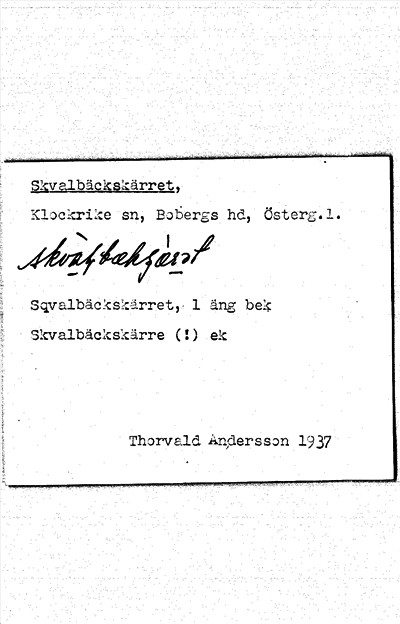 Skvalbäckskärret,
Klockrike sn, Bobergs hd, Österg.l.
Sqvalbäckskärret, 1 äng bek
Skvalbäckskärre (!) ek
Thorvald Andersson 1937